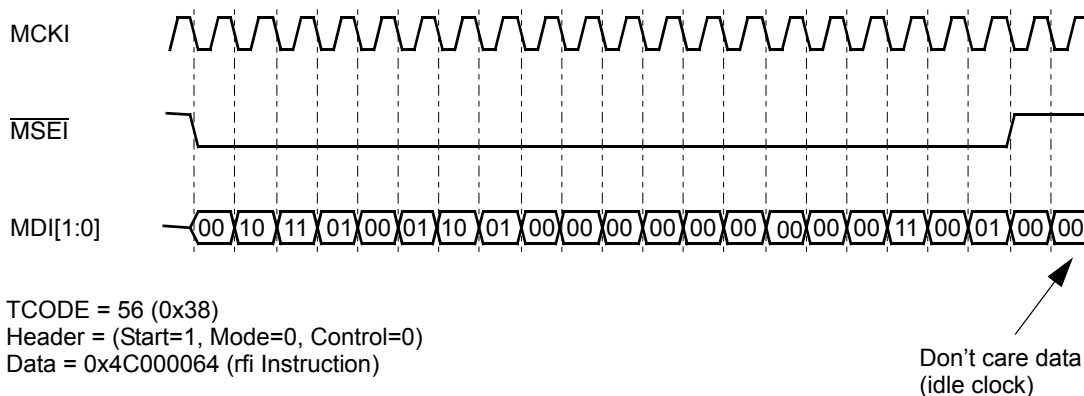 MCKI
MSEI
MDI[1:0]
00 10 11 01 00 01 10 01 00 00 00 00 00 00 00 00 00 11 00 01 00 00
TCODE = 56 (0x38)
Header = (Start=1, Mode=0, Control=0)
Data = 0x4C000064 (rfi Instruction)
Don't care data
(idle clock)